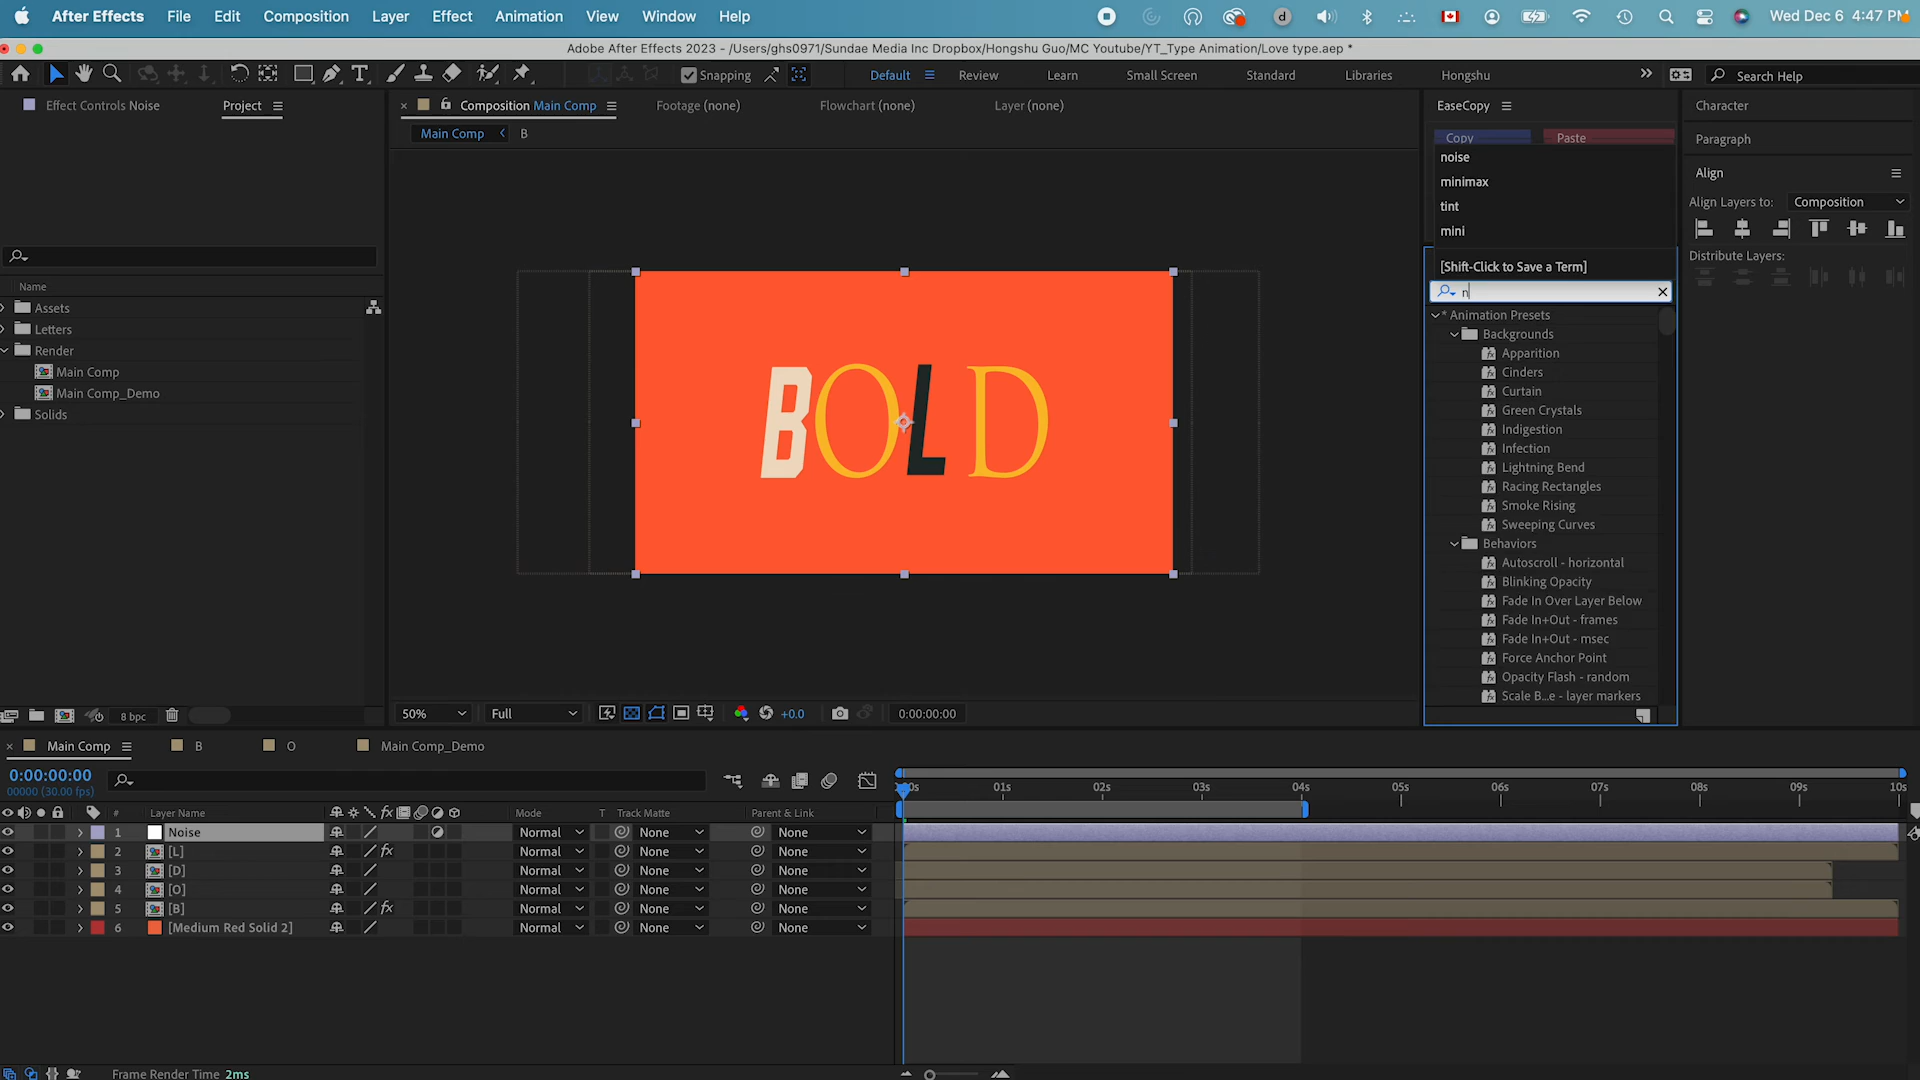 After Effects File Edit Composition Layer Effect Animation View Window Help Wed Dec 6 4:47 PM
Adobe After Effects 2023 - /Users/ghs0971/Sundae Media Inc Dropbox/Hongshu Guo/MC Youtube/YT_Type Animation/Love type.aep *
Snapping Default Review Learn Small Screen Standard Libraries Hongshu Search Help
Effect Controls Noise Project Composition Main Comp Footage (none) Flowchart (none) Layer (none) EaseCopy Character
Main Comp B
Copy Paste
Paragraph
noise
minimax
tint
mini
[Shift-Click to Save a Term]
n
Align
Align Layers to: Composition
Distribute Layers:
Name
Assets
Letters
Render
Main Comp
Main Comp_Demo
Solids
BOLD
* Animation Presets
Backgrounds
Apparition
Cinders
Curtain
Green Crystals
Indigestion
Infection
Lightning Bend
Racing Rectangles
Smoke Rising
Sweeping Curves
Behaviors
Autoscroll - horizontal
Blinking Opacity
Fade In Over Layer Below
Fade In+Out - frames
Fade In+Out - msec
Force Anchor Point
Opacity Flash - random
Scale B...e - layer markers
8 bpc 50% Full +0.0 0:00:00:00
Main Comp B O Main Comp_Demo
0:00:00:00
00000 (30.00 fps)
01s 02s 03s 04s 05s 06s 07s 08s 09s 10s
# Layer Name Mode T Track Matte Parent & Link
1 Noise Normal None None
2 [L] fx Normal None None
3 [D] Normal None None
4 [O] Normal None None
5 [B] fx Normal None None
6 [Medium Red Solid 2] Normal None None
Frame Render Time 2ms